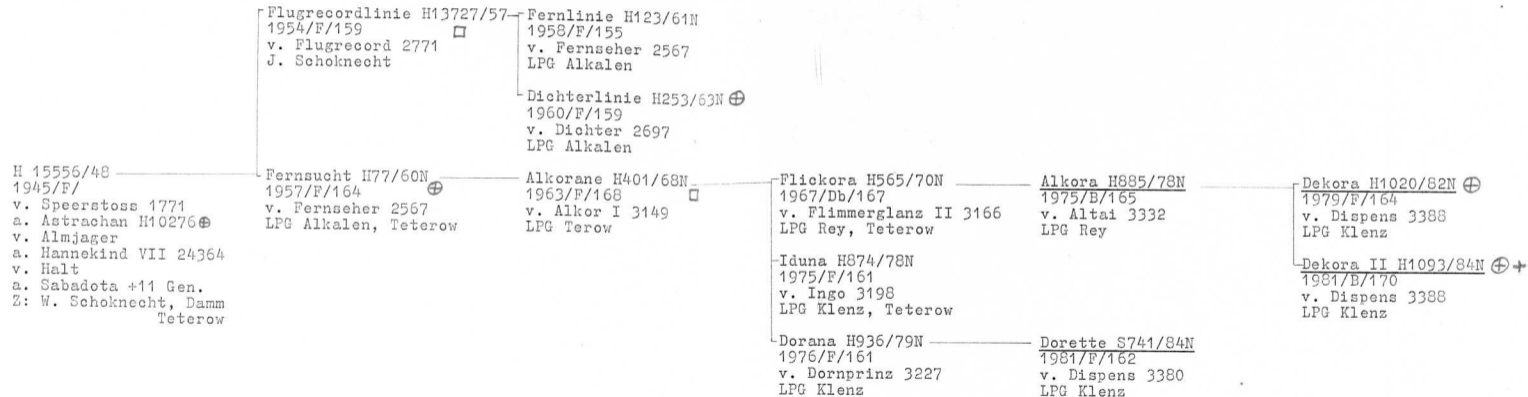 H 15556/48
1945/F/
v. Speerstoss 1771
a. Astrachan H10276⊕
v. Almjager
a. Hannekind VII 24364
v. Halt
a. Sabadota +11 Gen.
Z: W. Schoknecht, Damm
Teterow
Flugrecordlinie H13727/57
1954/F/159 □
v. Flugrecord 2771
J. Schoknecht
Fernsucht H77/60N ⊕
1957/F/164
v. Fernseher 2567
LPG Alkalen, Teterow
Fernlinie H123/61N
1958/F/155
v. Fernseher 2567
LPG Alkalen
Dichterlinie H253/63N ⊕
1960/F/159
v. Dichter 2697
LPG Alkalen
Alkorane H401/68N
1963/F/168 □
v. Alkor I 3149
LPG Terow
Flickora H565/70N
1967/Db/167
v. Flimmerglanz II 3166
LPG Rey, Teterow
Iduna H874/78N
1975/F/161
v. Ingo 3198
LPG Klenz, Teterow
Dorana H936/79N
1976/F/161
v. Dornprinz 3227
LPG Klenz
Alkora H885/78N
1975/B/165
v. Altai 3332
LPG Rey
Dorette S741/84N
1981/F/162
v. Dispens 3380
LPG Klenz
Dekora H1020/82N ⊕
1979/F/164
v. Dispens 3388
LPG Klenz
Dekora II H1093/84N ⊕ +
1981/B/170
v. Dispens 3388
LPG Klenz